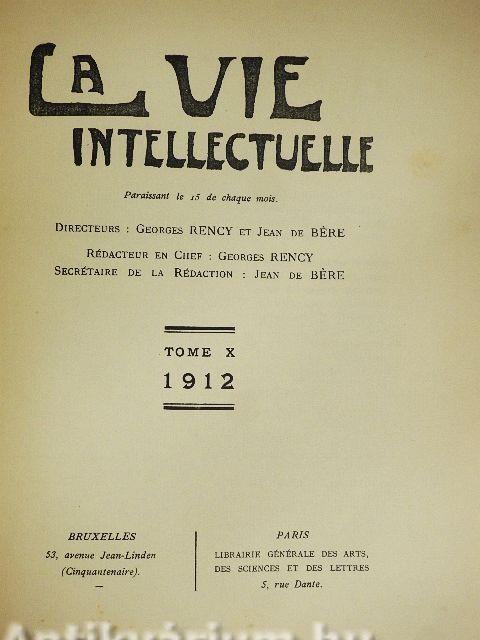 LA VIE
INTELLECTUELLE
Paraissant le 15 de chaque mois.
DIRECTEURS : GEORGES RENCY ET JEAN DE BÈRE
RÉDACTEUR EN CHEF : GEORGES RENCY
SECRÉTAIRE DE LA RÉDACTION : JEAN DE BÈRE
TOME X
1912
BRUXELLES
53, avenue Jean-Linden
(Cinquantenaire).
PARIS
LIBRAIRIE GÉNÉRALE DES ARTS,
DES SCIENCES ET DES LETTRES
5, rue Dante.
Antikvárium.hu